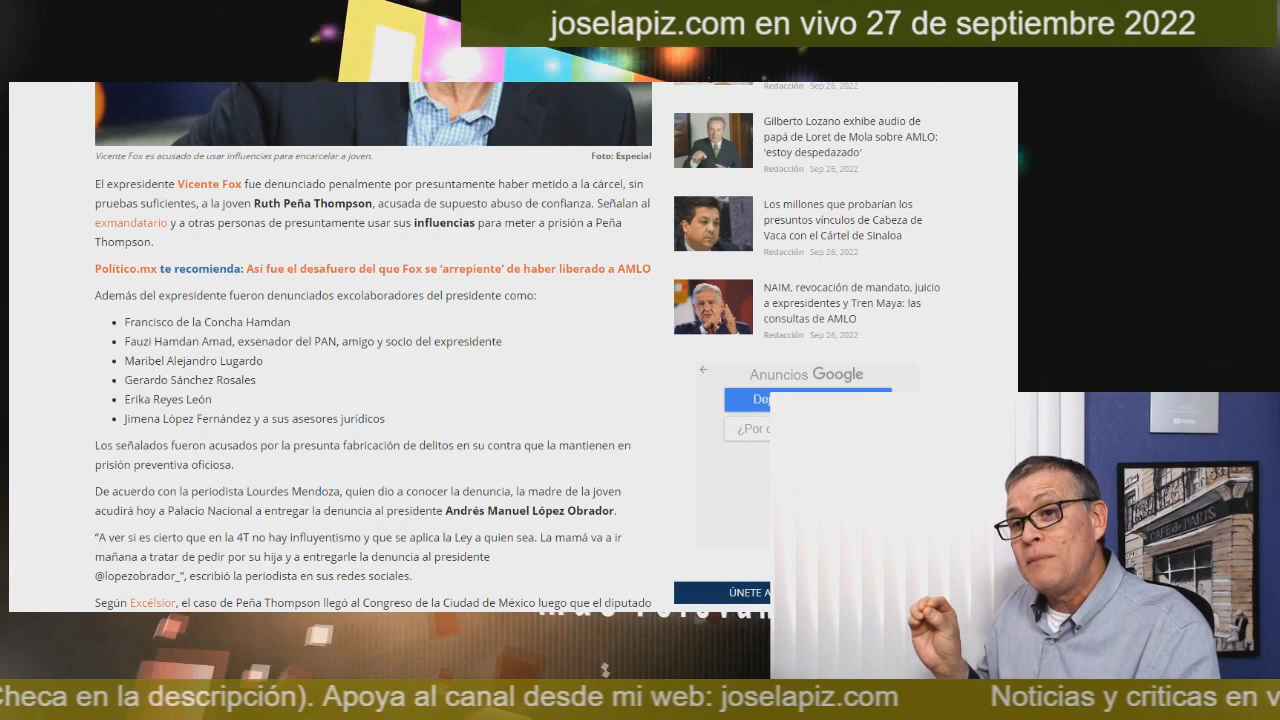 joselapiz.com en vivo 27 de septiembre 2022
Vicente Fox es acusado de usar influencias para encarcelar a joven.
Foto: Especial
El expresidente Vicente Fox fue denunciado penalmente por presuntamente haber metido a la cárcel, sin
pruebas suficientes, a la joven Ruth Peña Thompson, acusada de supuesto abuso de confianza. Señalan al
exmandatario y a otras personas de presuntamente usar sus influencias para meter a prisión a Peña
Thompson.
Político.mx te recomienda: Así fue el desafuero del que Fox se ‘arrepiente’ de haber liberado a AMLO
Además del expresidente fueron denunciados excolaboradores del presidente como:
• Francisco de la Concha Hamdan
• Fauzi Hamdan Amad, exsenador del PAN, amigo y socio del expresidente
• Maribel Alejandro Lugardo
• Gerardo Sánchez Rosales
• Erika Reyes León
• Jimena López Fernández y a sus asesores jurídicos
Los señalados fueron acusados por la presunta fabricación de delitos en su contra que la mantienen en
prisión preventiva oficiosa.
De acuerdo con la periodista Lourdes Mendoza, quien dio a conocer la denuncia, la madre de la joven
acudirá hoy a Palacio Nacional a entregar la denuncia al presidente Andrés Manuel López Obrador.
“A ver si es cierto que en la 4T no hay influyentismo y que se aplica la Ley a quien sea. La mamá va a ir
mañana a tratar de pedir por su hija y a entregarle la denuncia al presidente
@lopezobrador_”, escribió la periodista en sus redes sociales.
Según Excélsior, el caso de Peña Thompson llegó al Congreso de la Ciudad de México luego que el diputado
Redacción Sep 26, 2022
Gilberto Lozano exhibe audio de
papá de Loret de Mola sobre AMLO:
'estoy despedazado'
Redacción Sep 26, 2022
Los millones que probarían los
presuntos vínculos de Cabeza de
Vaca con el Cártel de Sinaloa
Redacción Sep 26, 2022
NAIM, revocación de mandato, juicio
a expresidentes y Tren Maya: las
consultas de AMLO
Redacción Sep 26, 2022
Anuncios Google
¿Por
ÚNETE A
CAFE de PARIS
Checa en la descripción). Apoya al canal desde mi web: joselapiz.com
Noticias y criticas en v